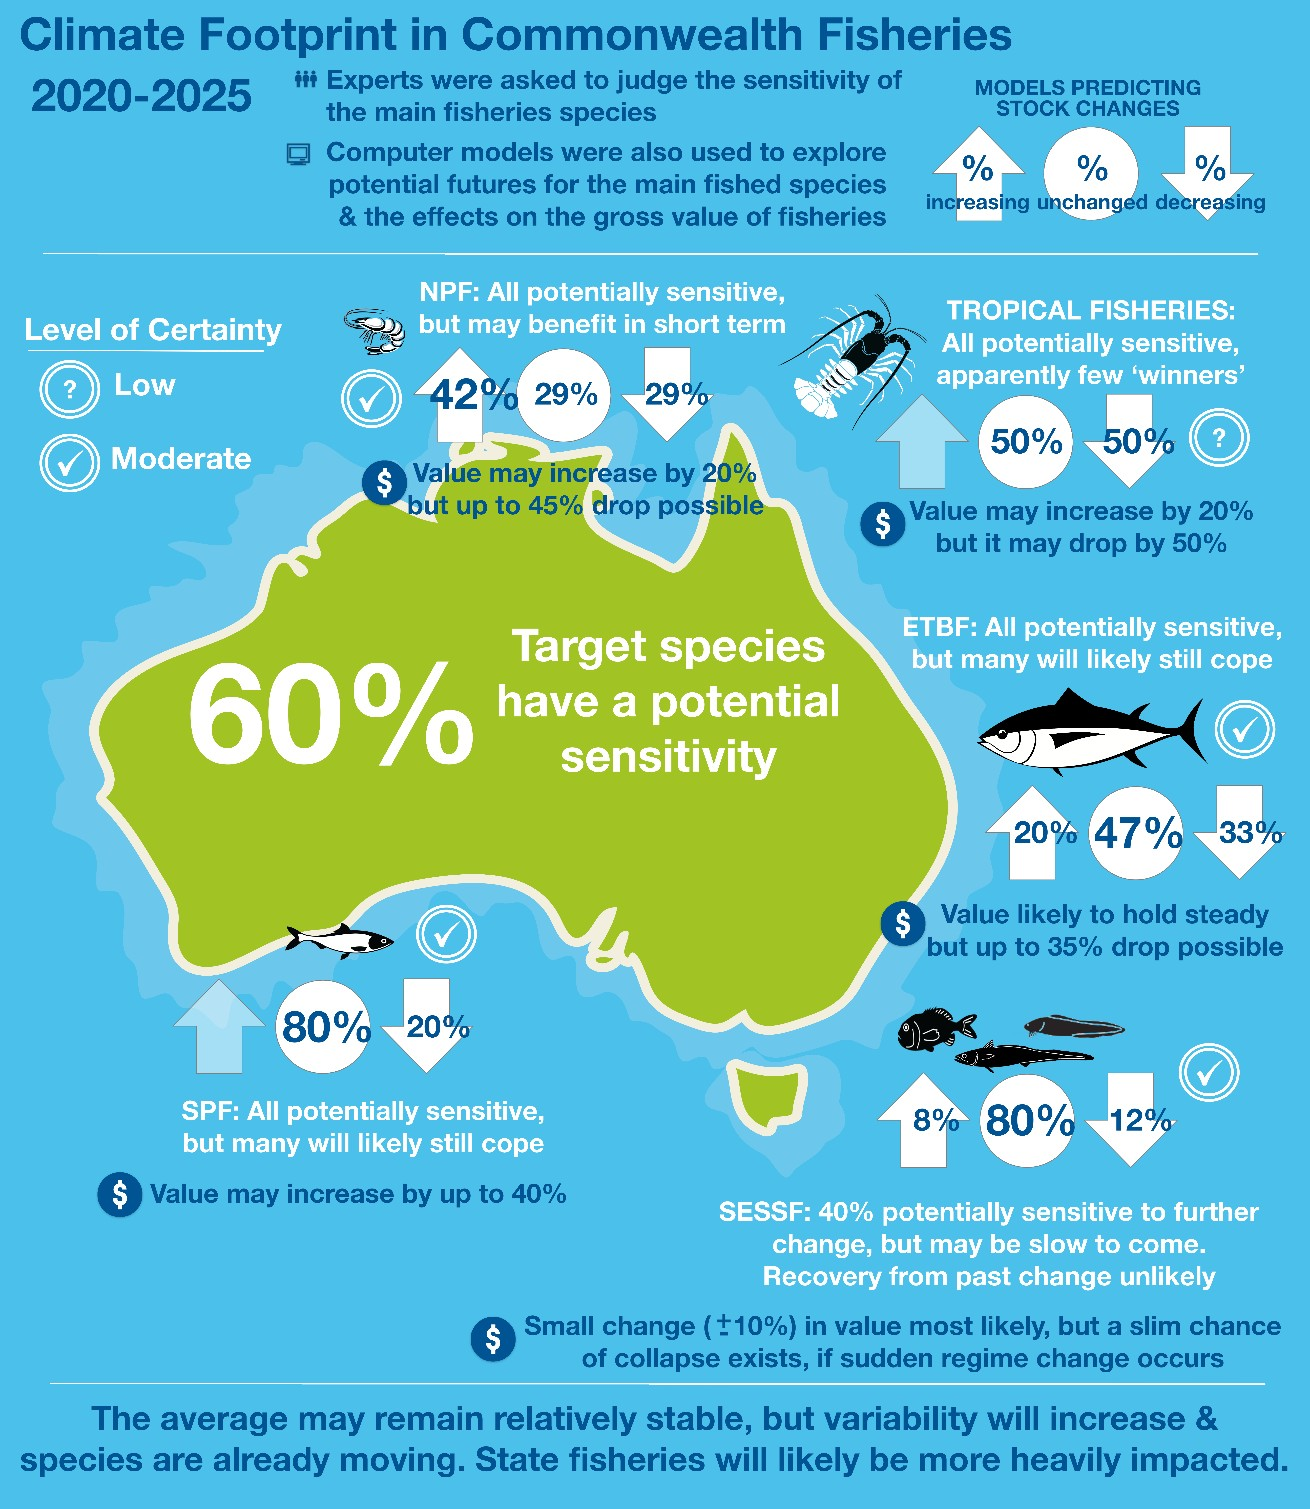 Climate Footprint in Commonwealth Fisheries
2020-2025
Experts were asked to judge the sensitivity of
the main fisheries species
Computer models were also used to explore
potential futures for the main fished species
& the effects on the gross value of fisheries
MODELS PREDICTING
STOCK CHANGES
% % %
increasing unchanged decreasing
Level of Certainty
? Low
Moderate
NPF: All potentially sensitive,
but may benefit in short term
42% 29% 29%
$ Value may increase by 20%
but up to 45% drop possible
TROPICAL FISHERIES:
All potentially sensitive,
apparently few ‘winners’
50% 50% ?
$ Value may increase by 20%
but it may drop by 50%
60%
Target species
have a potential
sensitivity
ETBF: All potentially sensitive,
but many will likely still cope
20% 47% 33%
$ Value likely to hold steady
but up to 35% drop possible
80% 20%
SPF: All potentially sensitive,
but many will likely still cope
$ Value may increase by up to 40%
8% 80% 12%
SESSF: 40% potentially sensitive to further
change, but may be slow to come.
Recovery from past change unlikely
$ Small change (±10%) in value most likely, but a slim chance
of collapse exists, if sudden regime change occurs
The average may remain relatively stable, but variability will increase &
species are already moving. State fisheries will likely be more heavily impacted.